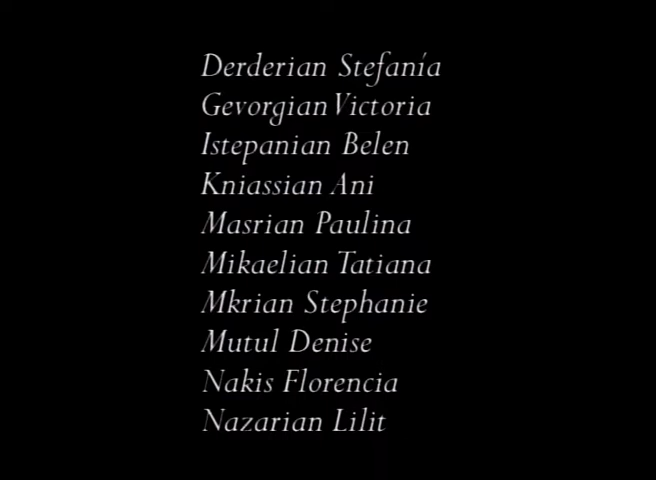 Derderian Stefanía
Gevorgian Victoria
Istepanian Belen
Kniassian Ani
Masrian Paulina
Mikaelian Tatiana
Mkrian Stephanie
Mutul Denise
Nakis Florencia
Nazarian Lilit